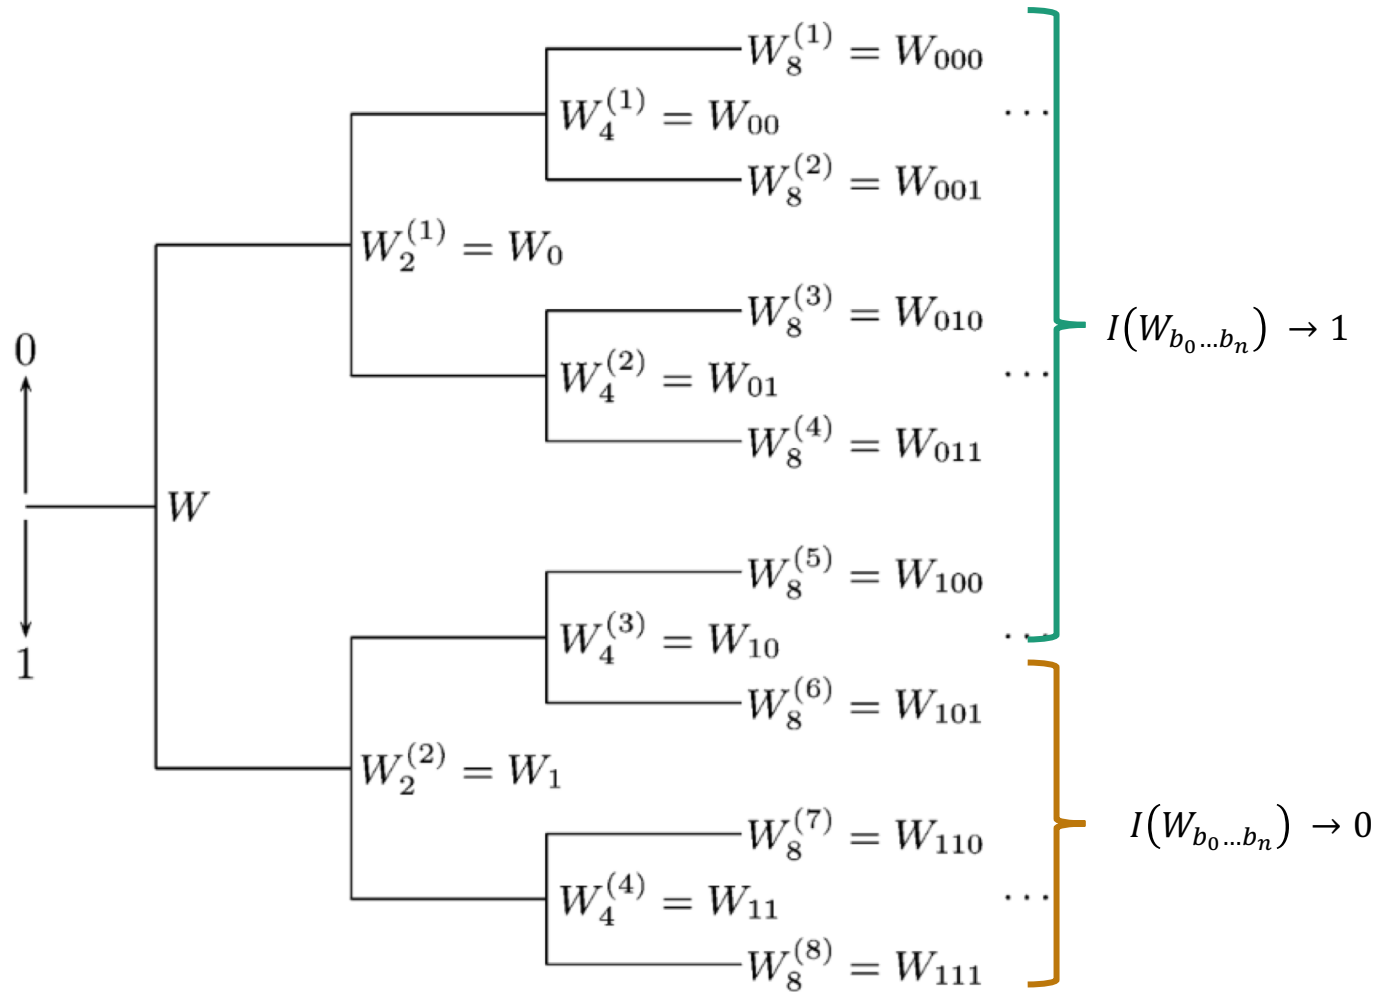 W_8^{(1)} = W_{000}
W_4^{(1)} = W_{00}
...
W_8^{(2)} = W_{001}
W_2^{(1)} = W_0
W_8^{(3)} = W_{010}
I(W_{b_0...b_n}) → 1
0
W_4^{(2)} = W_{01}
...
W_8^{(4)} = W_{011}
W
W_8^{(5)} = W_{100}
W_4^{(3)} = W_{10}
...
1
W_8^{(6)} = W_{101}
W_2^{(2)} = W_1
W_8^{(7)} = W_{110}
I(W_{b_0...b_n}) → 0
W_4^{(4)} = W_{11}
...
W_8^{(8)} = W_{111}